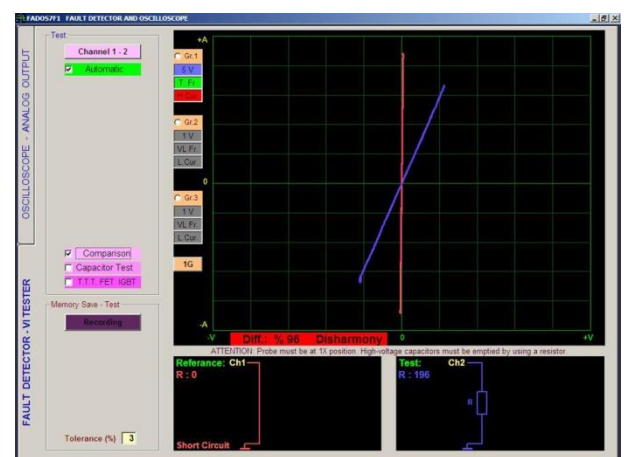 FADOS7F1 FAULT DETECTOR AND OSCILLOSCOPE
Test
Channel 1 - 2
Automatic
Comparison
Capacitor Test
T.T.T. FET IGBT
Memory Save - Test
Recording
Tolerance (%) 3
OSCILLOSCOPE - ANALOG OUTPUT
FAULT DETECTOR - VI TESTER
Gr.1
5 V
T. Fr.
H.Cur.
Gr.2
1 V
VL Fr.
L.Cur.
Gr.3
1 V
VL Fr.
L.Cur.
1G
+A
0
-A
-V
0
+V
Diff.: % 96 Disharmony
ATTENTION: Probe must be at 1X position. High-voltage capacitors must be emptied by using a resistor.
Referance: Ch1
R : 0
Short Circuit
Test: Ch2
R : 196
R